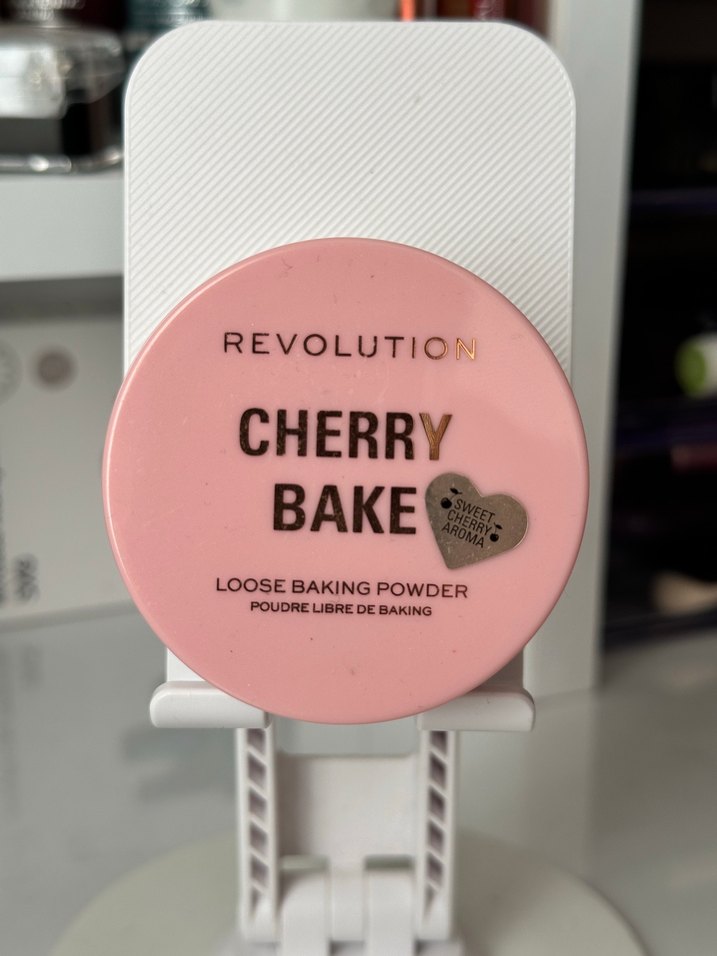 REVOLUTION
CHERRY
BAKE
SWEET
CHERRY
AROMA
LOOSE BAKING POWDER
POUDRE LIBRE DE BAKING